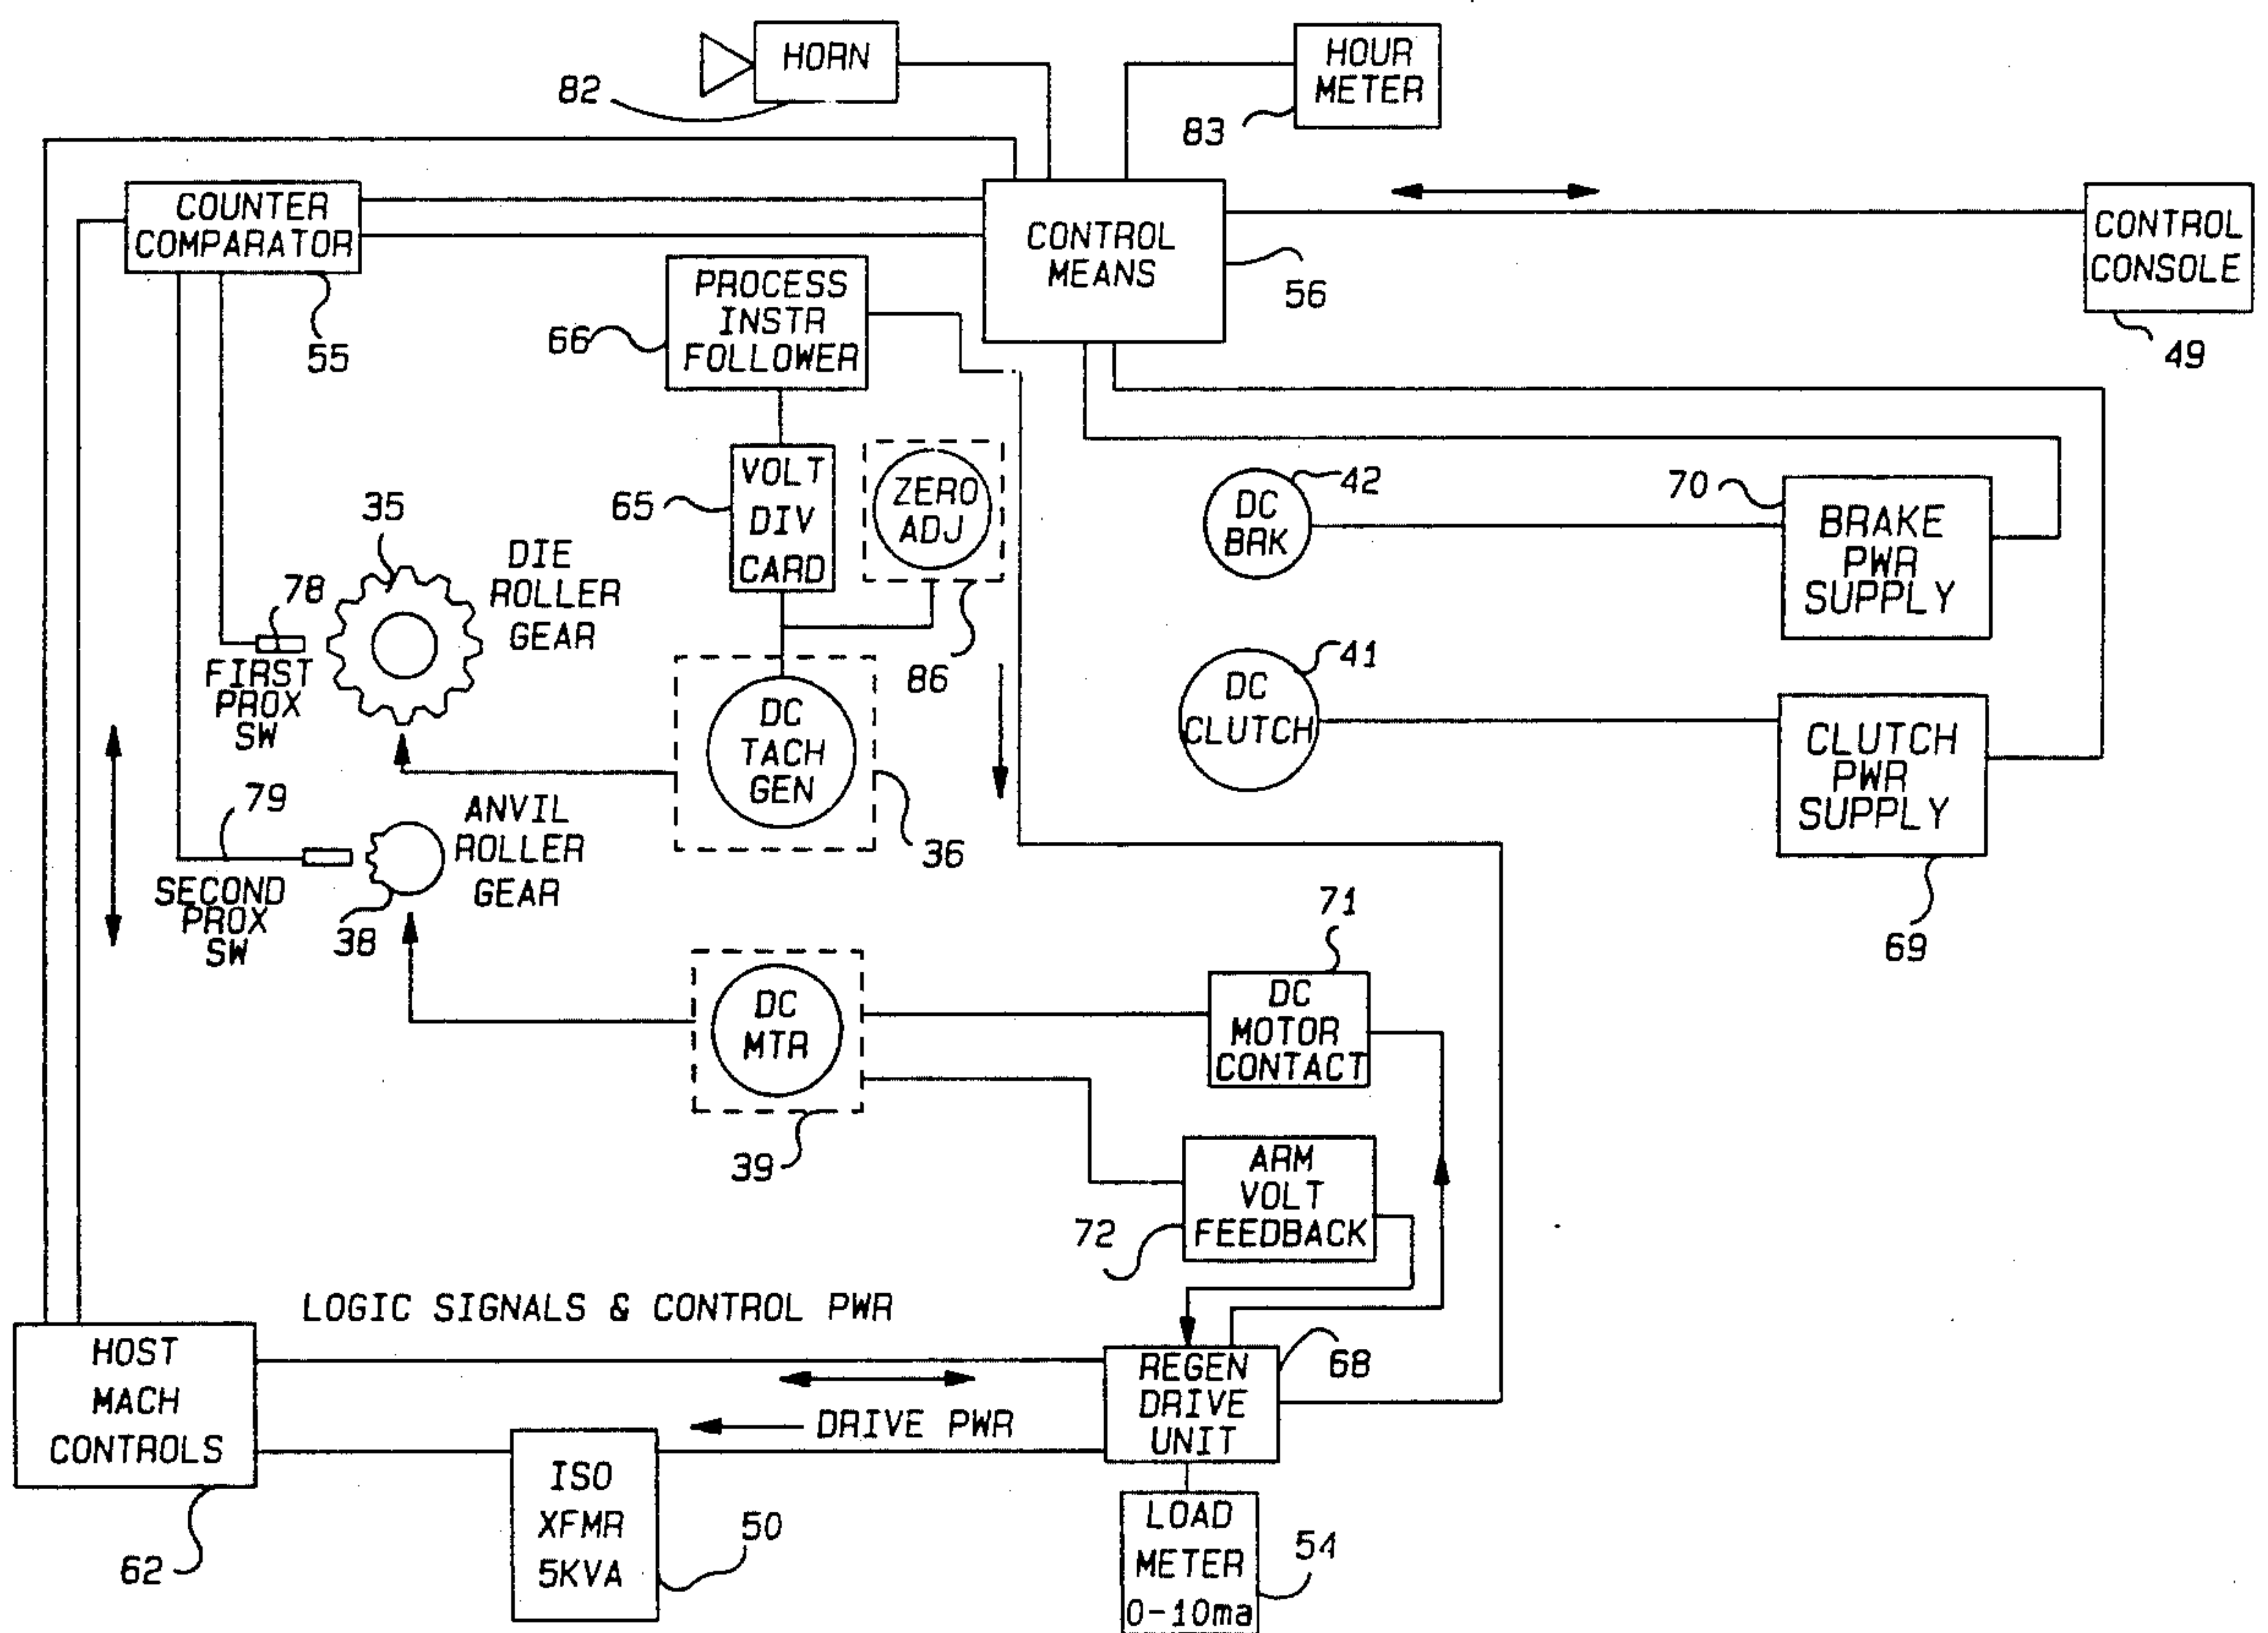 HORN
82
HOUR
METER
83
COUNTER
COMPARATOR
55
CONTROL
MEANS
56
CONTROL
CONSOLE
49
PROCESS
INSTR
FOLLOWER
66
VOLT
DIV
CARD
65
ZERO
ADJ
86
DC
BRK
42
70
BRAKE
PWR
SUPPLY
35
DIE
ROLLER
GEAR
78
FIRST
PROX
SW
DC
TACH
GEN
36
DC
CLUTCH
41
CLUTCH
PWR
SUPPLY
69
79
SECOND
PROX
SW
ANVIL
ROLLER
GEAR
38
DC
MTR
39
71
DC
MOTOR
CONTACT
ARM
VOLT
FEEDBACK
72
LOGIC SIGNALS & CONTROL PWR
HOST
MACH
CONTROLS
62
DRIVE PWR
REGEN
DRIVE
UNIT
68
ISO
XFMR
5KVA
50
LOAD
METER
0-10ma
54